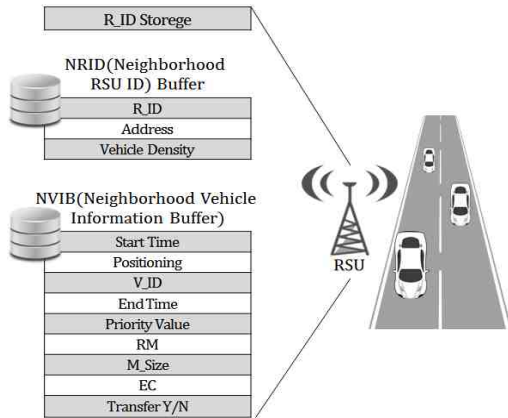 R_ID Storege
NRID(Neighborhood
RSU ID) Buffer
R_ID
Address
Vehicle Density
NVIB(Neighborhood Vehicle
Information Buffer)
Start Time
Positioning
V_ID
End Time
Priority Value
RM
M_Size
EC
Transfer Y/N
RSU